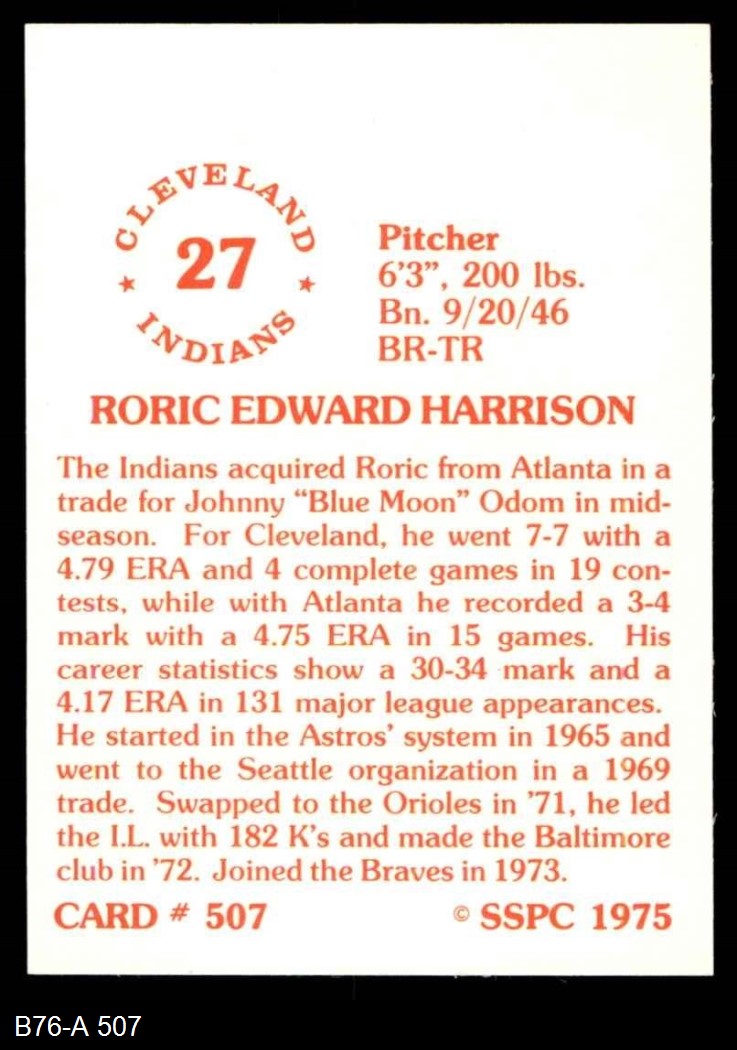 CLEVELAND
27
INDIANS
Pitcher
6'3”, 200 lbs.
Bn. 9/20/46
BR-TR
RORIC EDWARD HARRISON
The Indians acquired Roric from Atlanta in a
trade for Johnny “Blue Moon” Odom in mid-
season. For Cleveland, he went 7-7 with a
4.79 ERA and 4 complete games in 19 con-
tests, while with Atlanta he recorded a 3-4
mark with a 4.75 ERA in 15 games. His
career statistics show a 30-34 mark and a
4.17 ERA in 131 major league appearances.
He started in the Astros' system in 1965 and
went to the Seattle organization in a 1969
trade. Swapped to the Orioles in '71, he led
the I.L. with 182 K's and made the Baltimore
club in '72. Joined the Braves in 1973.
CARD # 507 © SSPC 1975
B76-A 507